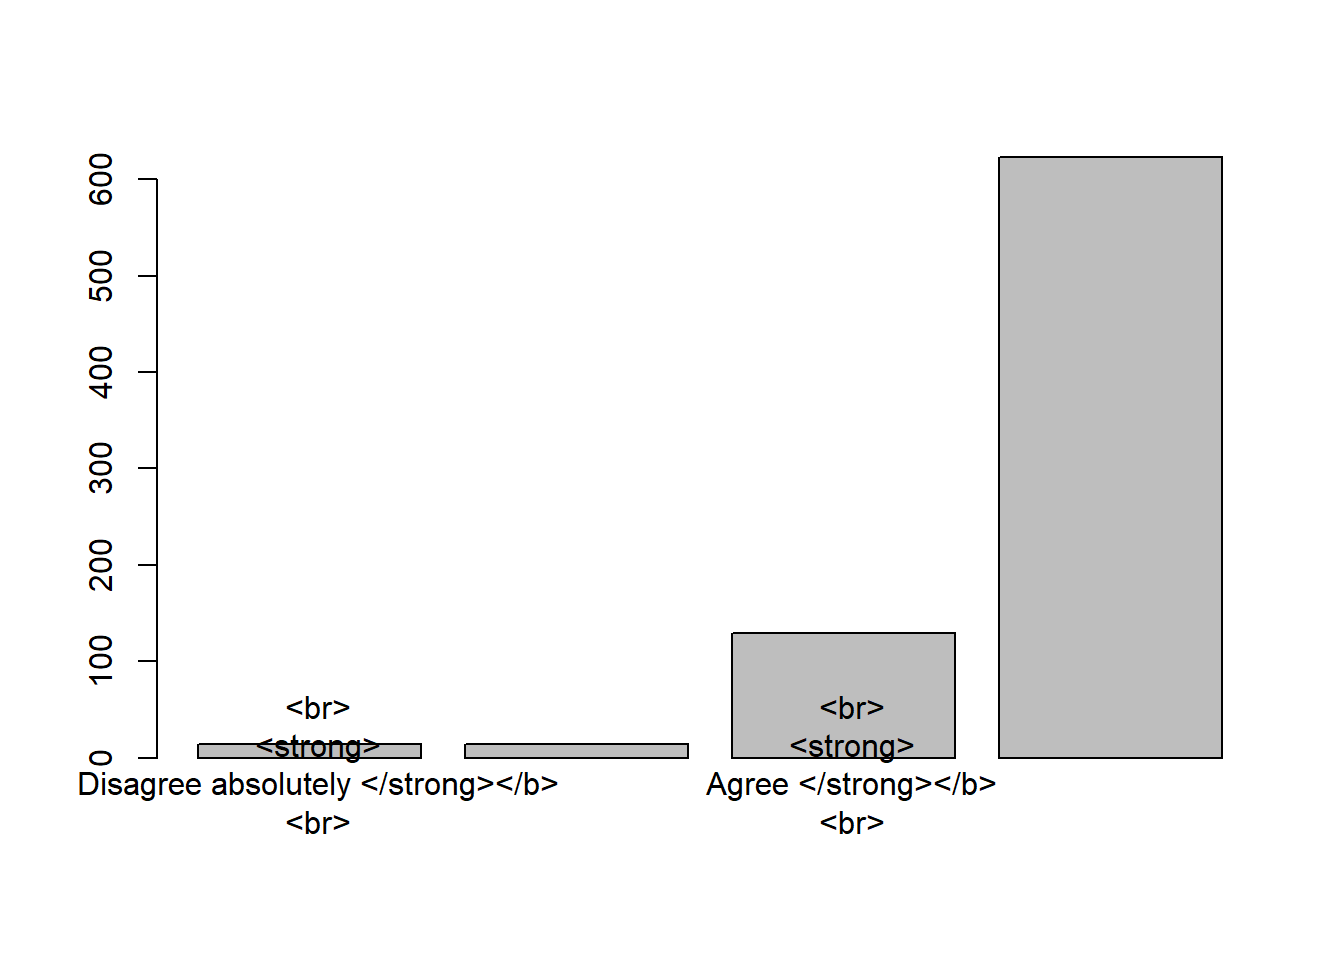 600
500
400
300
200
100
0
<br>
<strong>
Disagree absolutely </strong></b>
<br>
<br>
<strong>
Agree </strong></b>
<br>